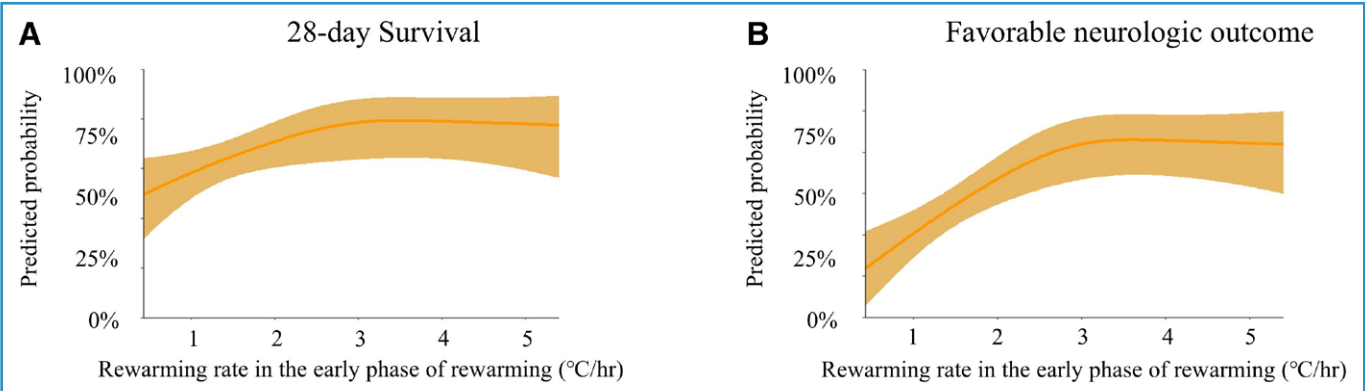 A
28-day Survival
100%
75%
50%
25%
0%
Predicted probability
1 2 3 4 5
Rewarming rate in the early phase of rewarming (℃/hr)
B
Favorable neurologic outcome
100%
75%
50%
25%
0%
Predicted probability
1 2 3 4 5
Rewarming rate in the early phase of rewarming (℃/hr)